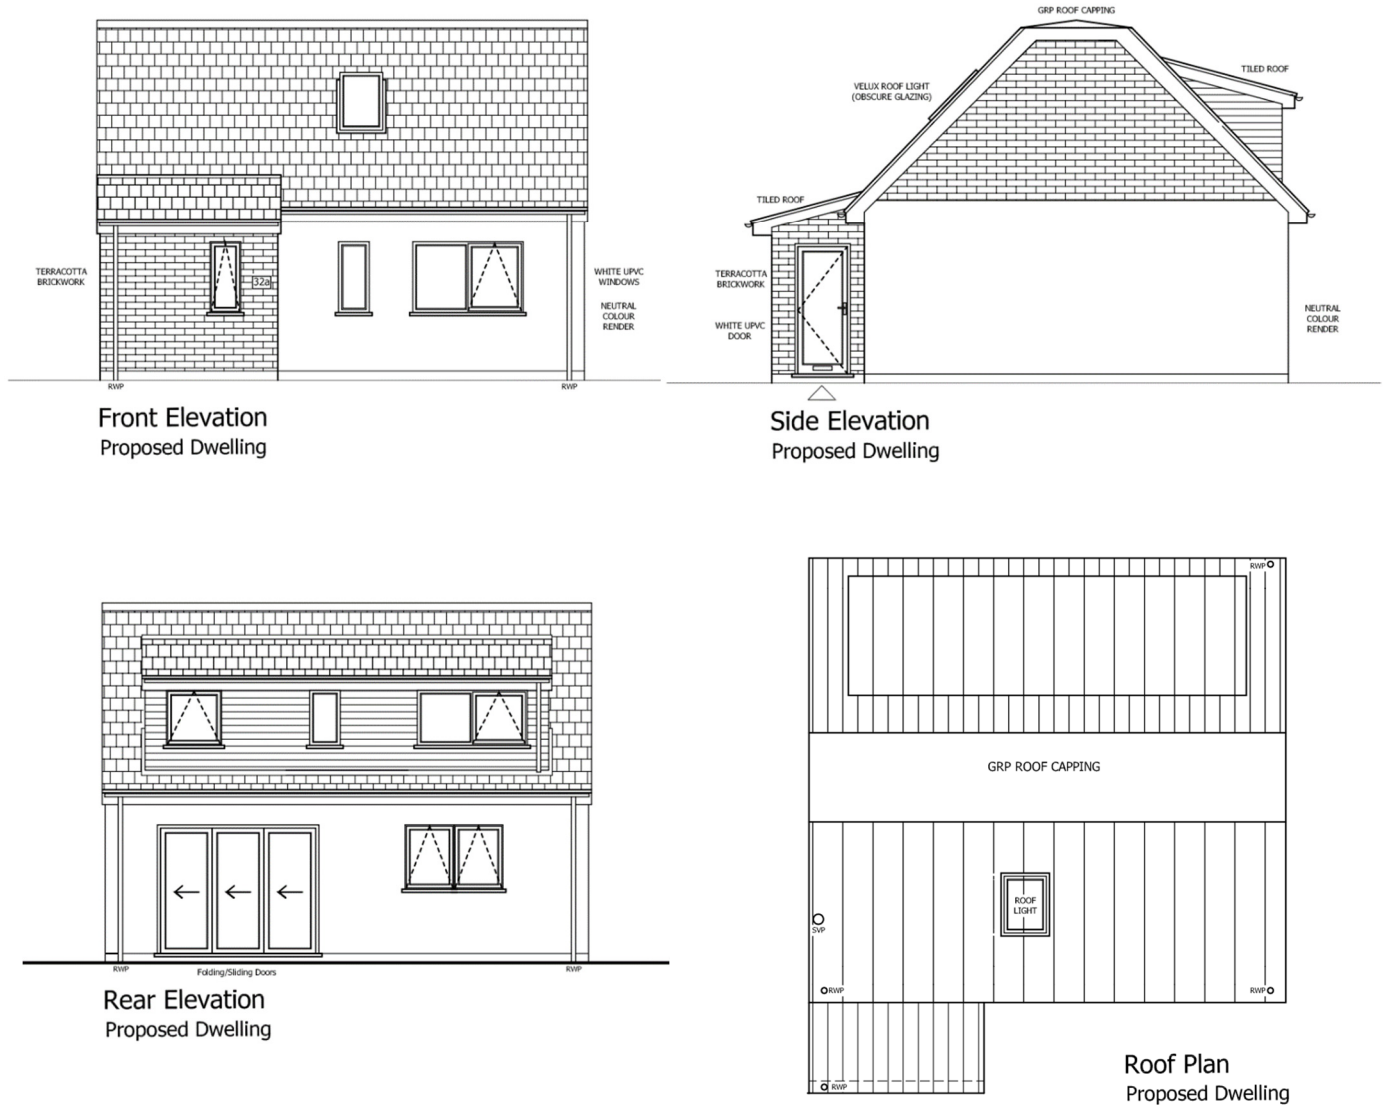 TERRACOTTA
BRICKWORK
32a
WHITE UPVC
WINDOWS
NEUTRAL
COLOUR
RENDER
RWP
RWP
Front Elevation
Proposed Dwelling
GRP ROOF CAPPING
VELUX ROOF LIGHT
(OBSCURE GLAZING)
TILED ROOF
TILED ROOF
TERRACOTTA
BRICKWORK
WHITE UPVC
DOOR
NEUTRAL
COLOUR
RENDER
Side Elevation
Proposed Dwelling
RWP
Folding/Sliding Doors
RWP
Rear Elevation
Proposed Dwelling
RWP
GRP ROOF CAPPING
ROOF
LIGHT
SVP
RWP
RWP
RWP
Roof Plan
Proposed Dwelling